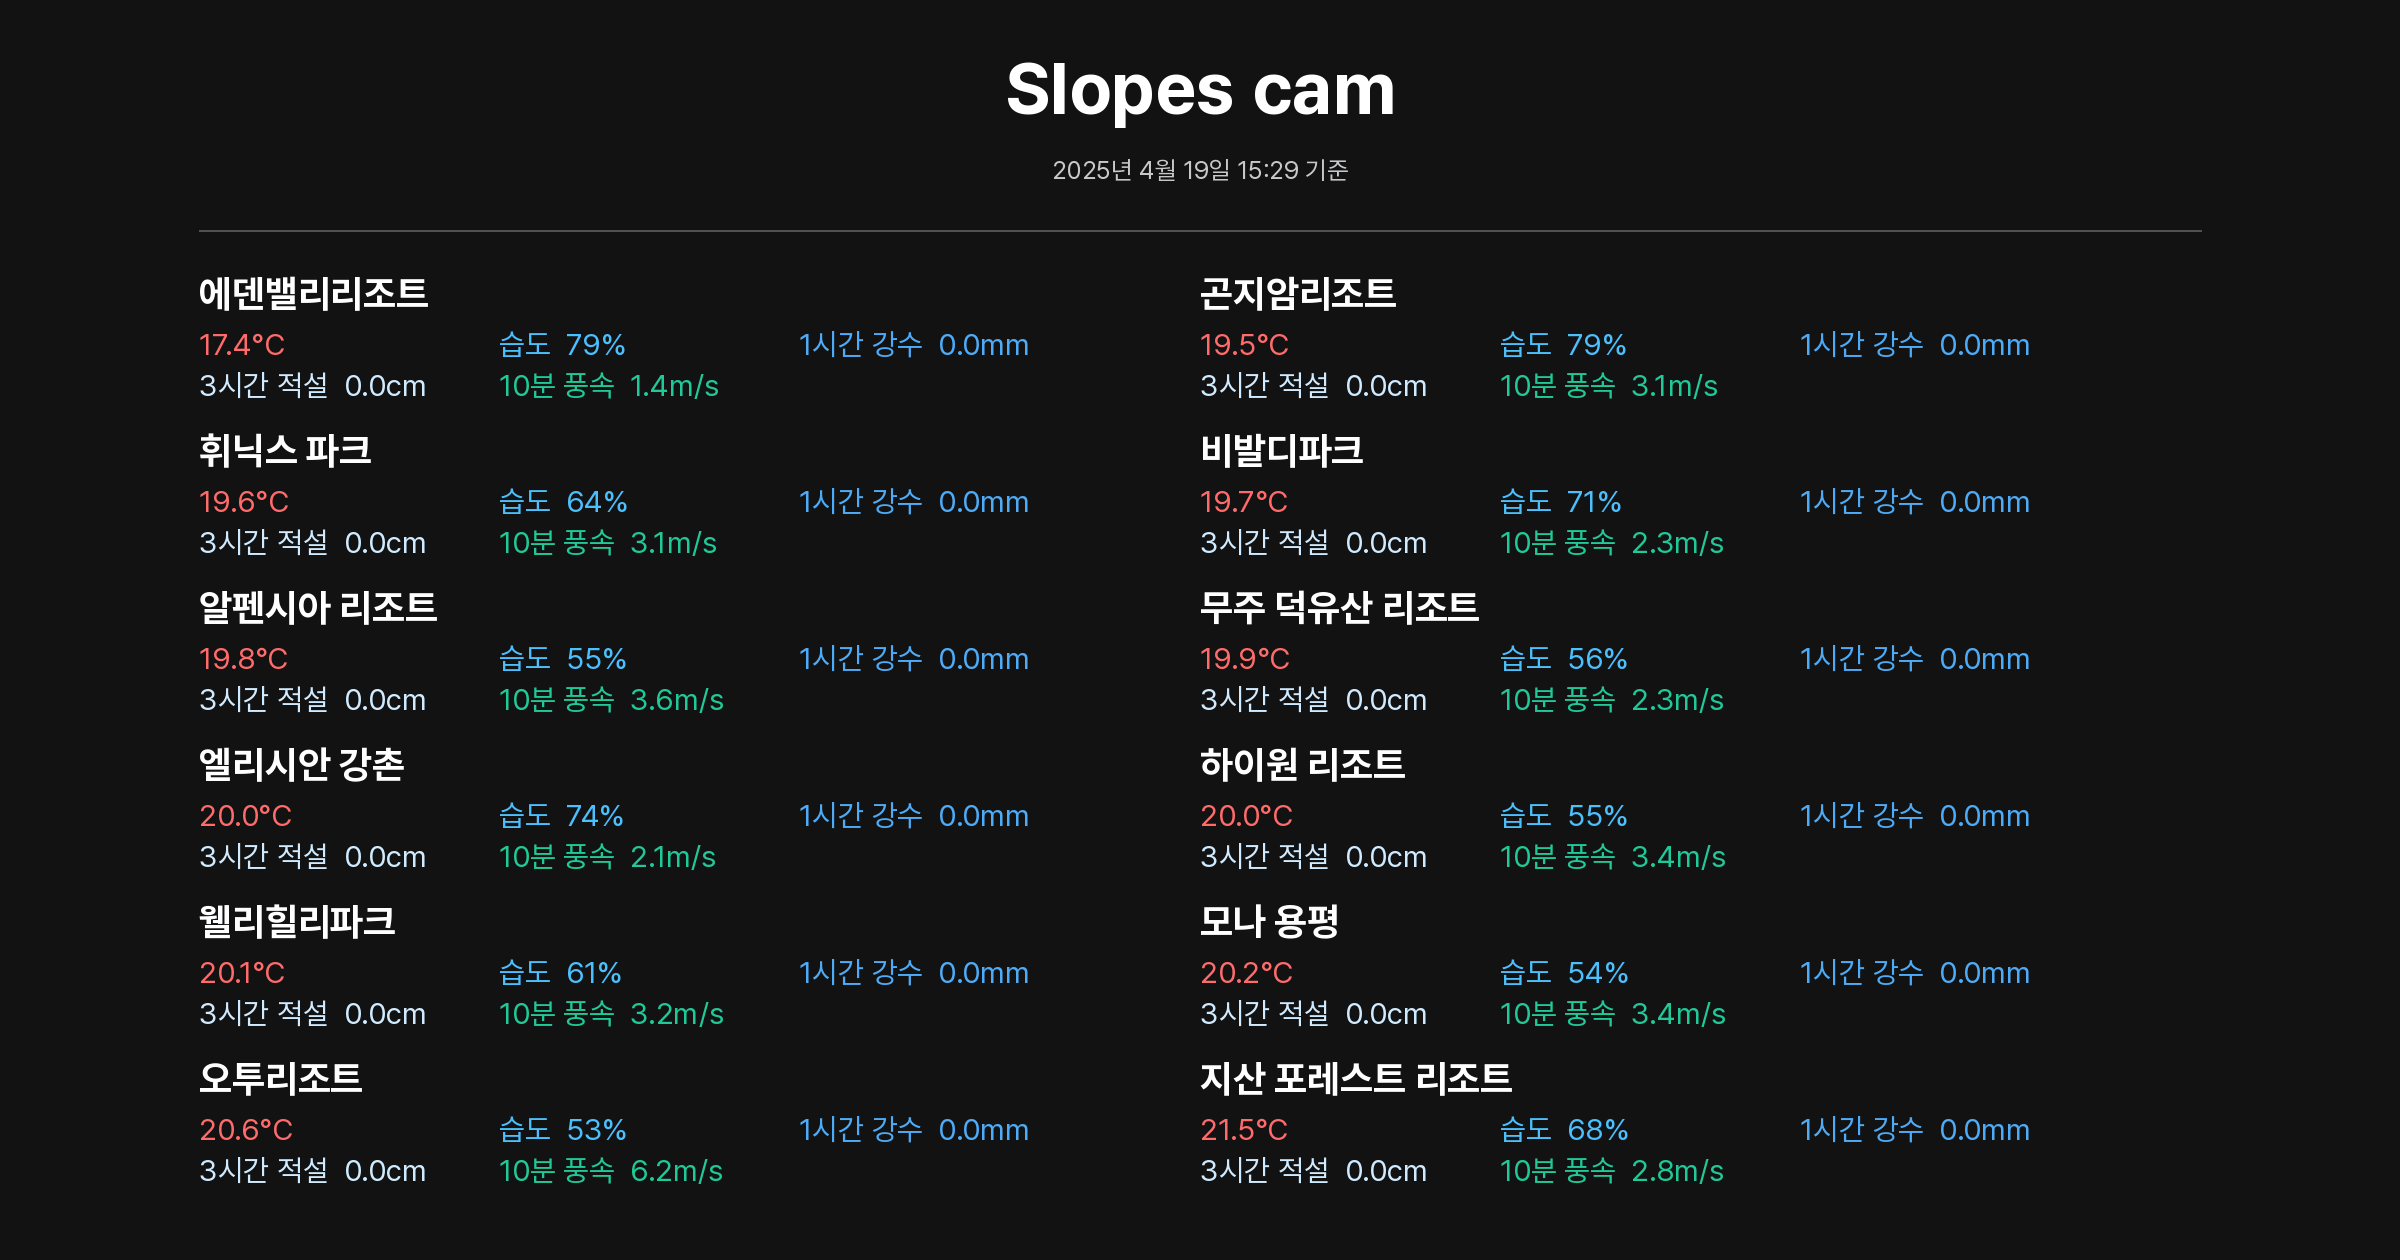 Slopes cam
2025년 4월 19일 15:29 기준
에덴밸리리조트
17.4°C 습도 79% 1시간 강수 0.0mm
3시간 적설 0.0cm 10분 풍속 1.4m/s
곤지암리조트
19.5°C 습도 79% 1시간 강수 0.0mm
3시간 적설 0.0cm 10분 풍속 3.1m/s
휘닉스 파크
19.6°C 습도 64% 1시간 강수 0.0mm
3시간 적설 0.0cm 10분 풍속 3.1m/s
비발디파크
19.7°C 습도 71% 1시간 강수 0.0mm
3시간 적설 0.0cm 10분 풍속 2.3m/s
알펜시아 리조트
19.8°C 습도 55% 1시간 강수 0.0mm
3시간 적설 0.0cm 10분 풍속 3.6m/s
무주 덕유산 리조트
19.9°C 습도 56% 1시간 강수 0.0mm
3시간 적설 0.0cm 10분 풍속 2.3m/s
엘리시안 강촌
20.0°C 습도 74% 1시간 강수 0.0mm
3시간 적설 0.0cm 10분 풍속 2.1m/s
하이원 리조트
20.0°C 습도 55% 1시간 강수 0.0mm
3시간 적설 0.0cm 10분 풍속 3.4m/s
웰리힐리파크
20.1°C 습도 61% 1시간 강수 0.0mm
3시간 적설 0.0cm 10분 풍속 3.2m/s
모나 용평
20.2°C 습도 54% 1시간 강수 0.0mm
3시간 적설 0.0cm 10분 풍속 3.4m/s
오투리조트
20.6°C 습도 53% 1시간 강수 0.0mm
3시간 적설 0.0cm 10분 풍속 6.2m/s
지산 포레스트 리조트
21.5°C 습도 68% 1시간 강수 0.0mm
3시간 적설 0.0cm 10분 풍속 2.8m/s